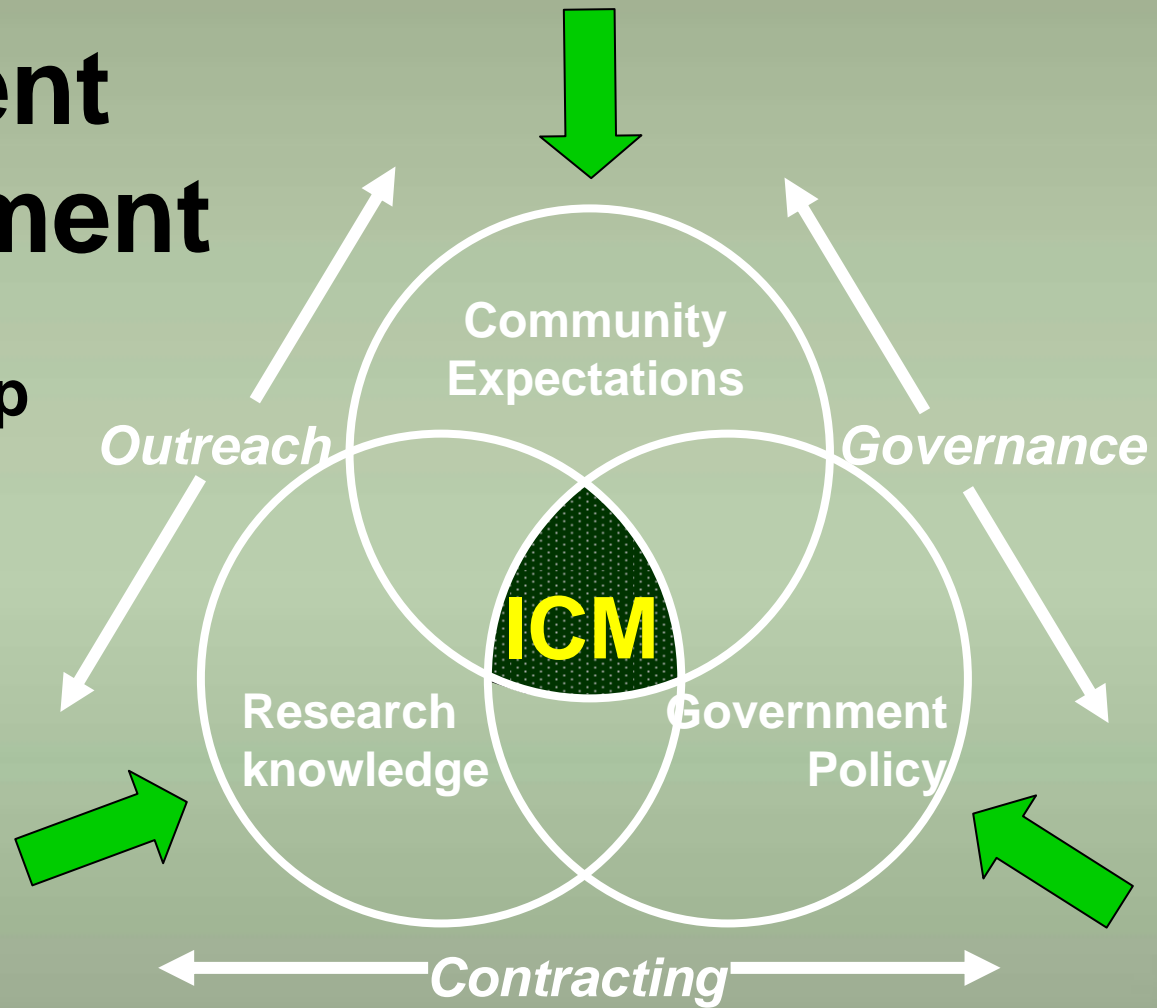 ent
ment
p
Community
Expectations
Outreach
Governance
ICM
Research
knowledge
Government
Policy
Contracting